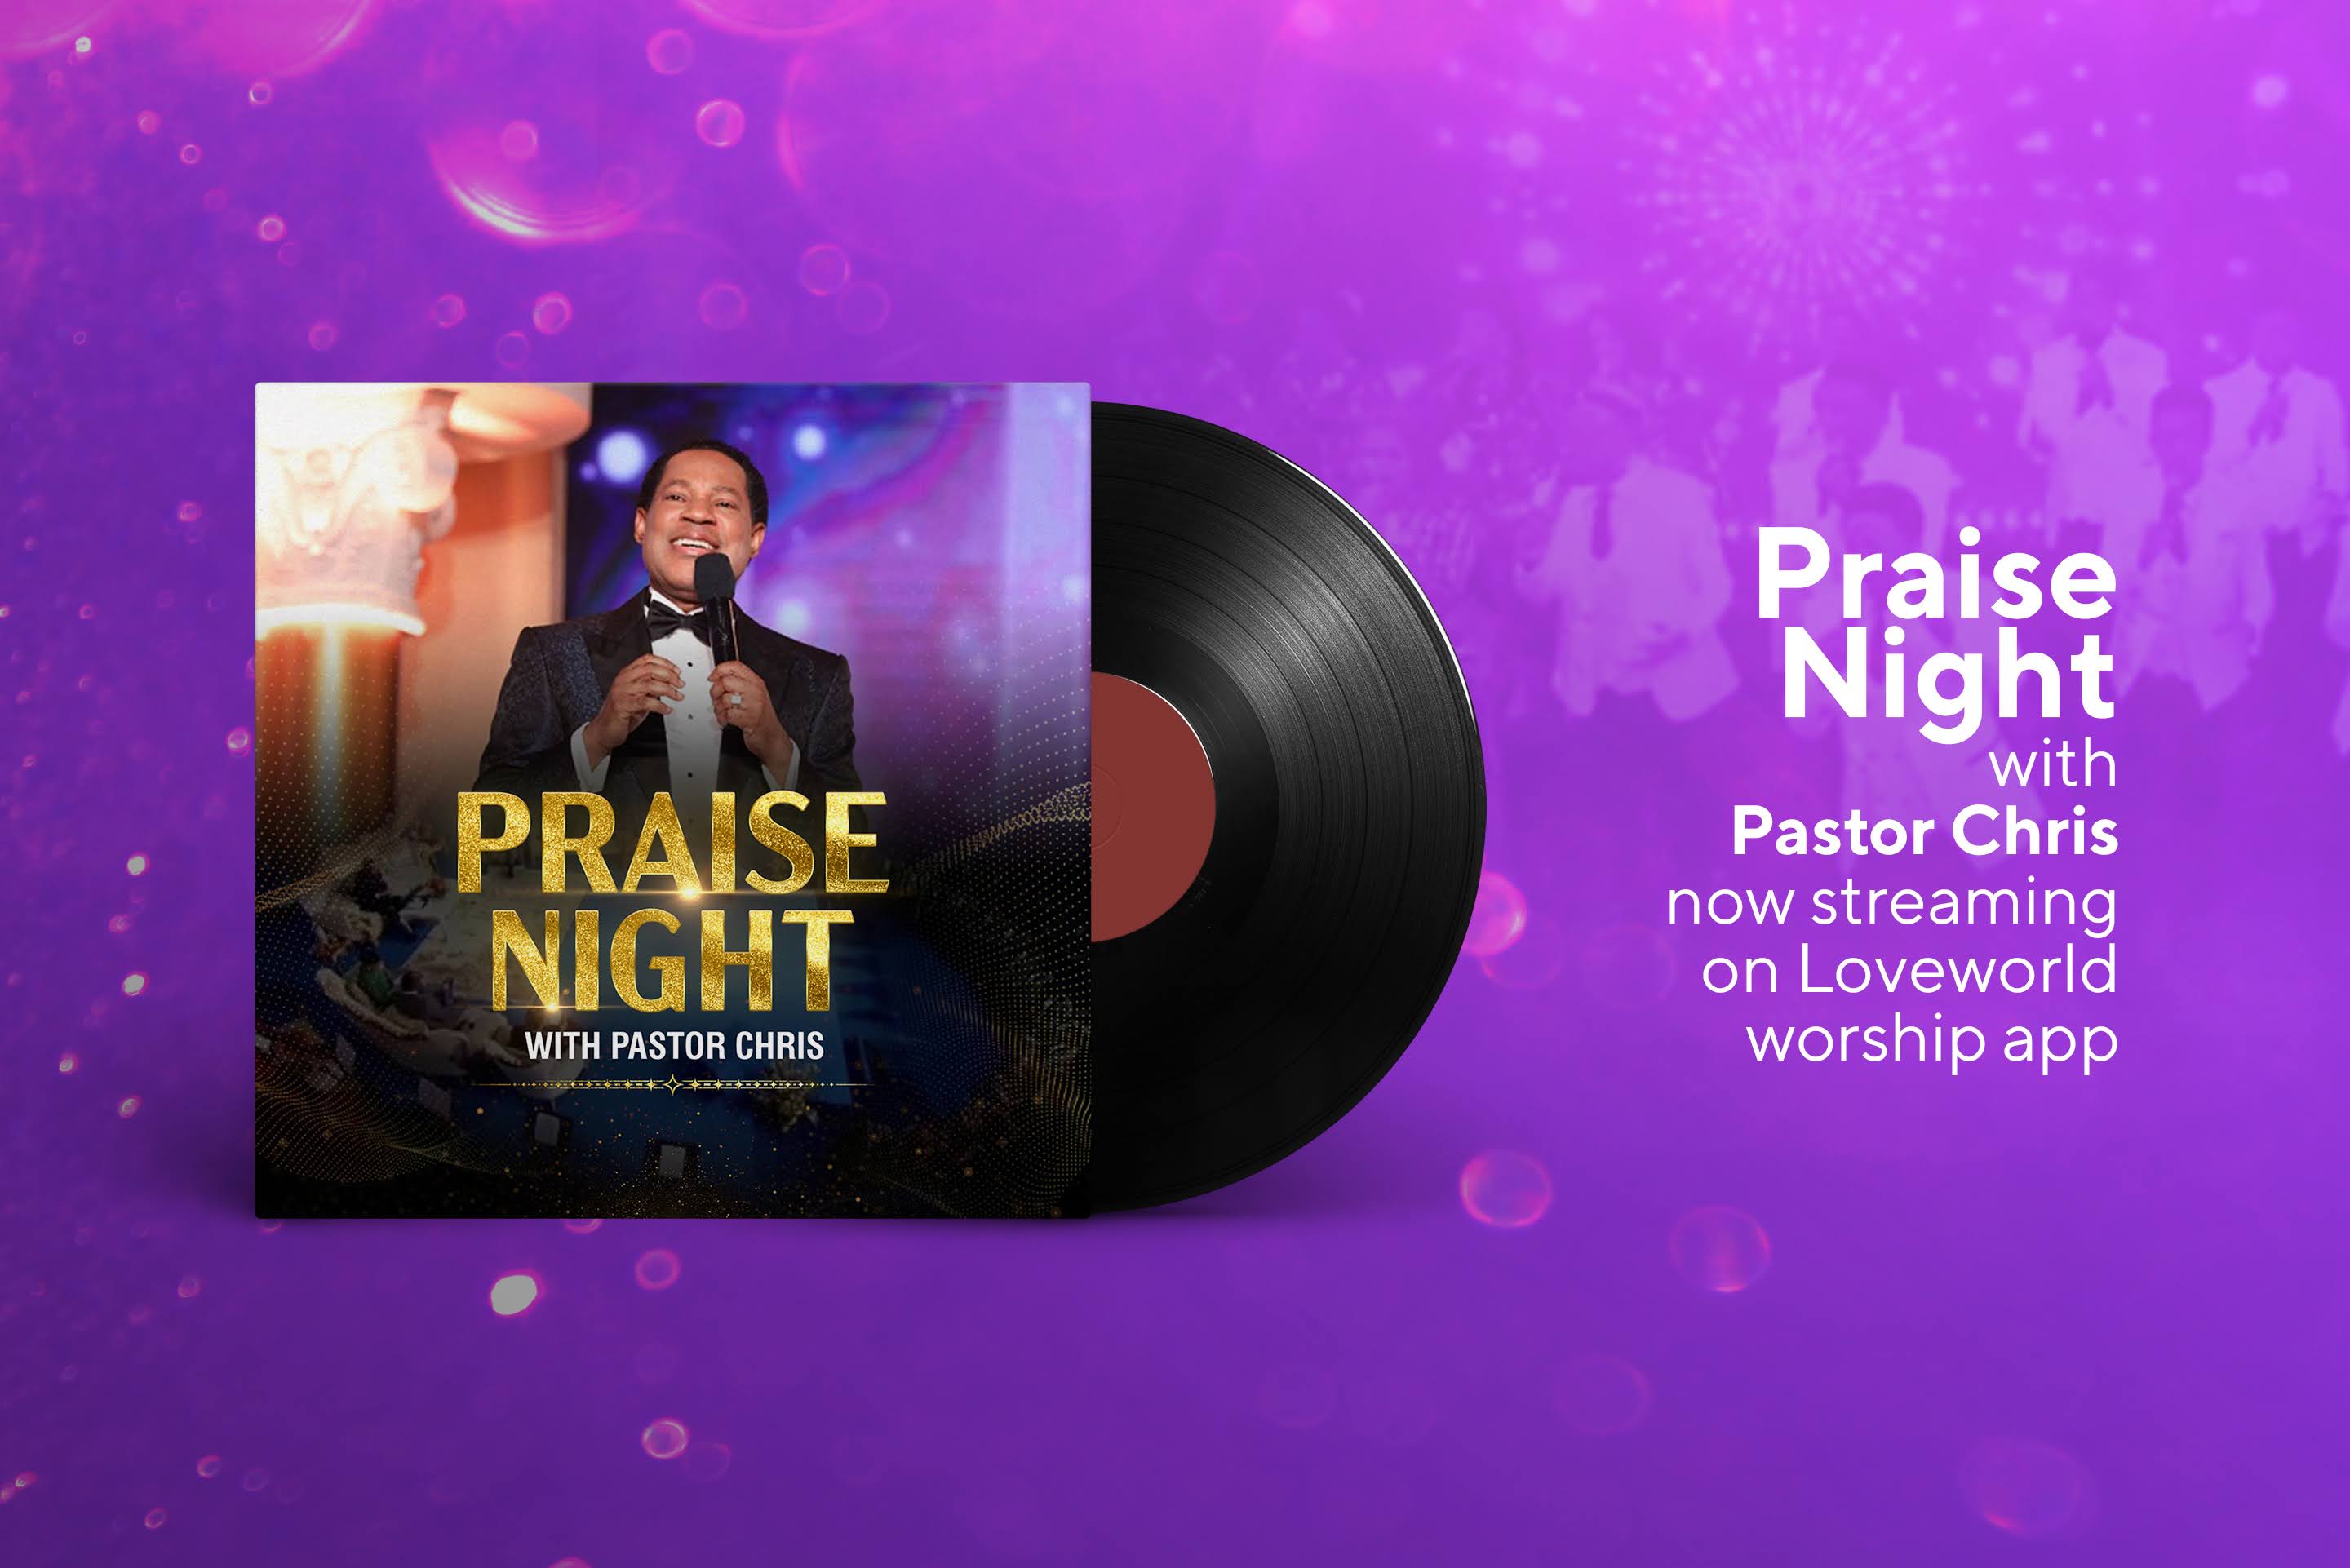 PRAISE
NIGHT
WITH PASTOR CHRIS
Praise
Night
with
Pastor Chris
now streaming
on Loveworld
worship app